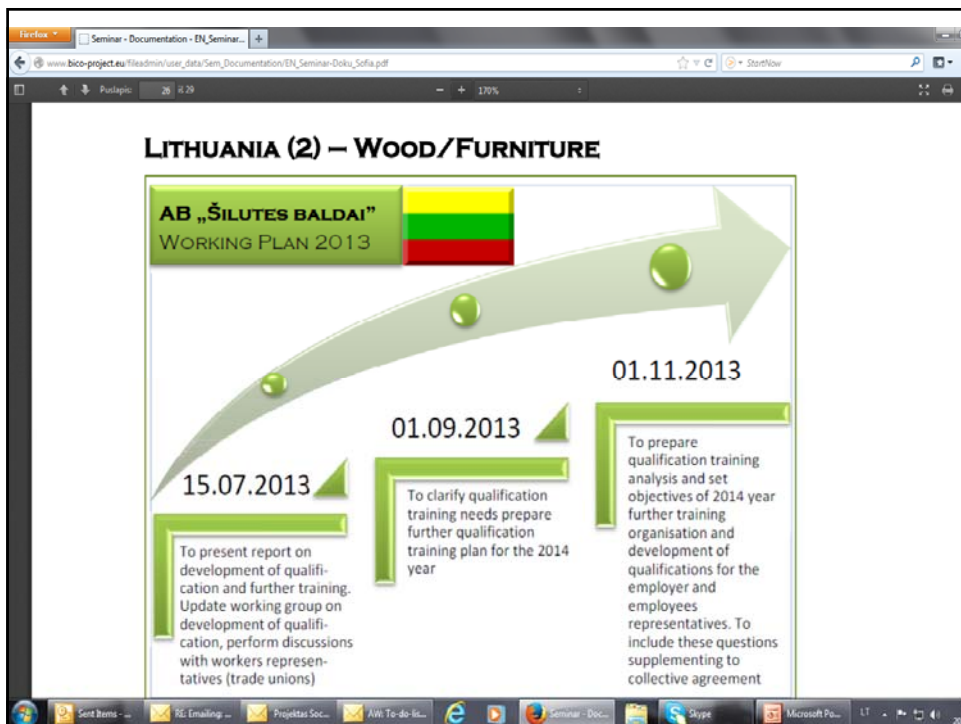 Firefox
Seminar - Documentation - EN_Seminar...
www.bico-project.eu/fileadmin/user_data/Sem_Documentation/EN_Seminar-Doku_Sofia.pdf
StartNow
Puslapis: 26 iš 29
170%
LITHUANIA (2) – WOOD/FURNITURE
AB „ŠILUTES BALDAI”
WORKING PLAN 2013
15.07.2013
To present report on
development of qualifi-
cation and further training.
Update working group on
development of qualifi-
cation, perform discussions
with workers represen-
tatives (trade unions)
01.09.2013
To clarify qualification
training needs prepare
further qualification
training plan for the 2014
year
01.11.2013
To prepare
qualification training
analysis and set
objectives of 2014 year
further training
organisation and
development of
qualifications for the
employer and
employees
representatives. To
include these questions
supplementing to
collective agreement
Sent Items - ...
RE: Emailing: ...
Projektas Soc...
AW: To-do-lis...
Seminar - Doc...
Skype
Microsoft Po...
LT